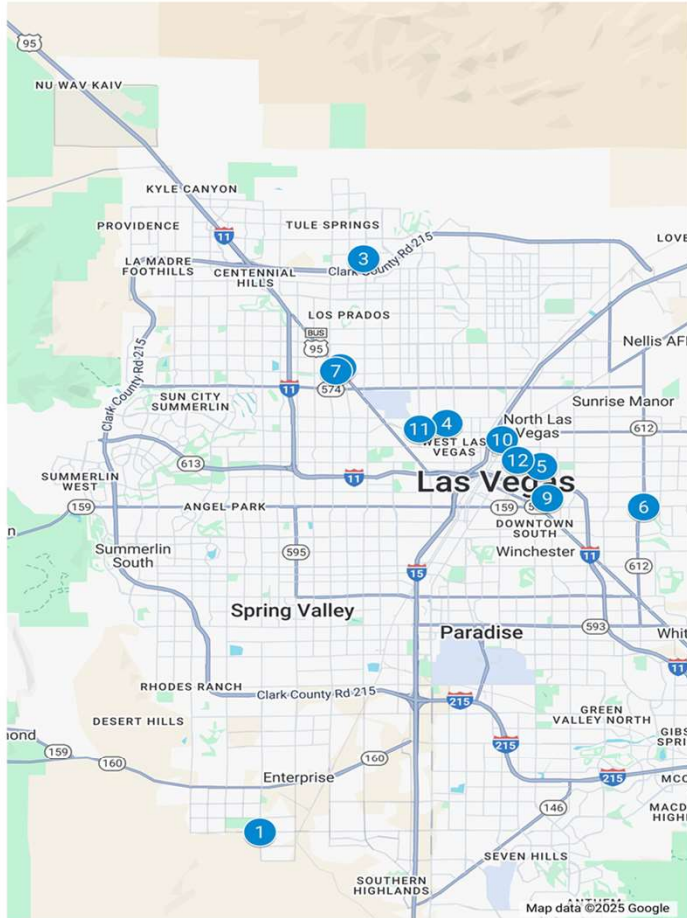 95
NU WAV KAIV
KYLE CANYON
PROVIDENCE
TULE SPRINGS
11
LOVE
3
LA MADRE
FOOTHILLS
CENTENNIAL
HILLS
Clark County Rd 215
LOS PRADOS
BUS
95
Nellis AF
Clark County Rd 215
7
574
11
SUN CITY
SUMMERLIN
Sunrise Manor
North Las
Vegas
612
11
4
10
WEST LAS
VEGAS
12
5
613
11
Las Vegas
SUMMERLIN
WEST
159
ANGEL PARK
159
9
6
DOWNTOWN
SOUTH
Summerlin
South
595
Winchester
11
15
612
Spring Valley
Paradise
593
Whit
11
RHODES RANCH
Clark County Rd 215
215
DESERT HILLS
GREEN
VALLEY NORTH
GIBS
SPRI
mond
159
160
160
215
Enterprise
215
MCC
146
MACD
HIGH
1
SEVEN HILLS
SOUTHERN
HIGHLANDS
ANTHEM
Map data ©2025 Google